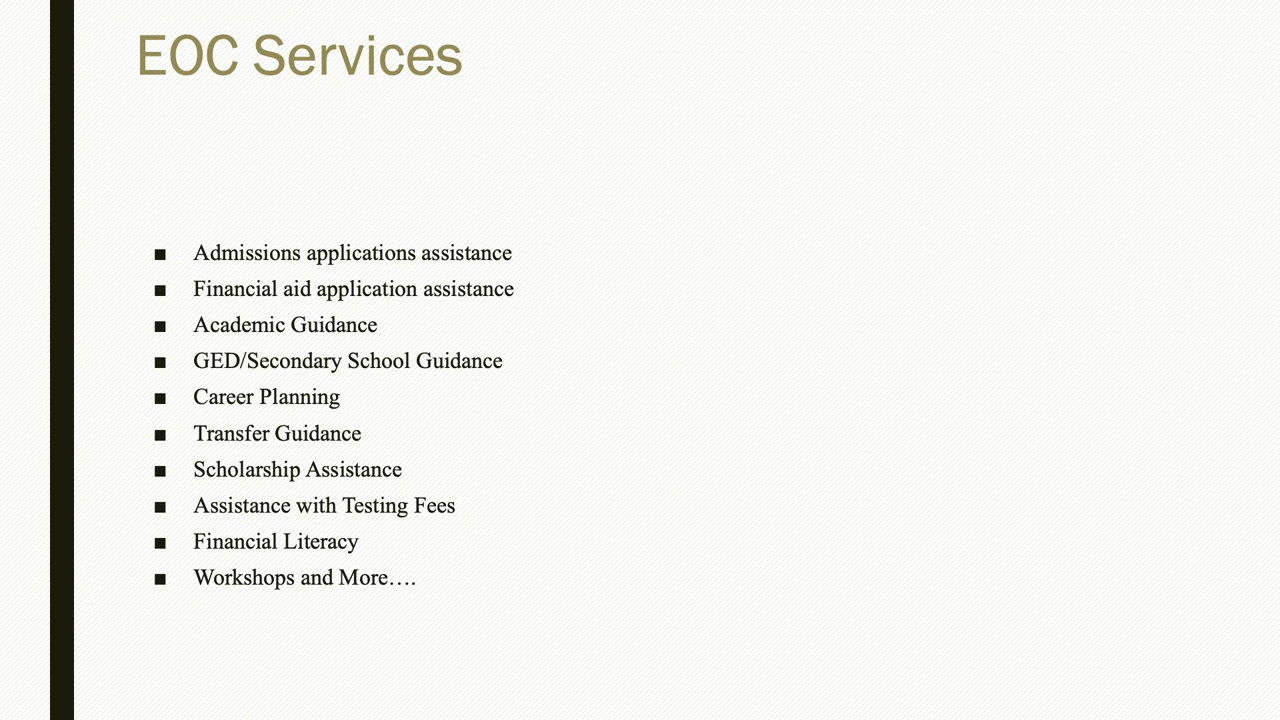 EOC Services
■ Admissions applications assistance
■ Financial aid application assistance
■ Academic Guidance
■ GED/Secondary School Guidance
■ Career Planning
■ Transfer Guidance
■ Scholarship Assistance
■ Assistance with Testing Fees
■ Financial Literacy
■ Workshops and More….